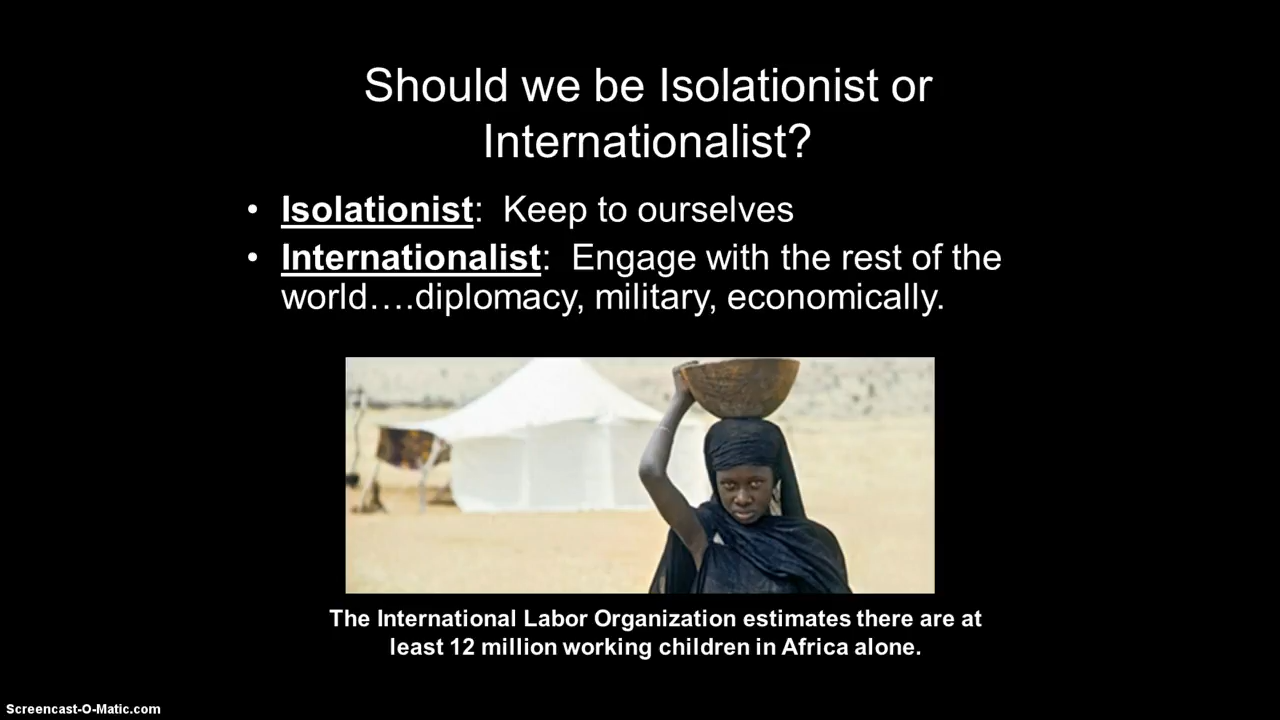 Should we be Isolationist or
Internationalist?
• Isolationist:  Keep to ourselves
• Internationalist:  Engage with the rest of the
world….diplomacy, military, economically.
The International Labor Organization estimates there are at
least 12 million working children in Africa alone.
Screencast-O-Matic.com